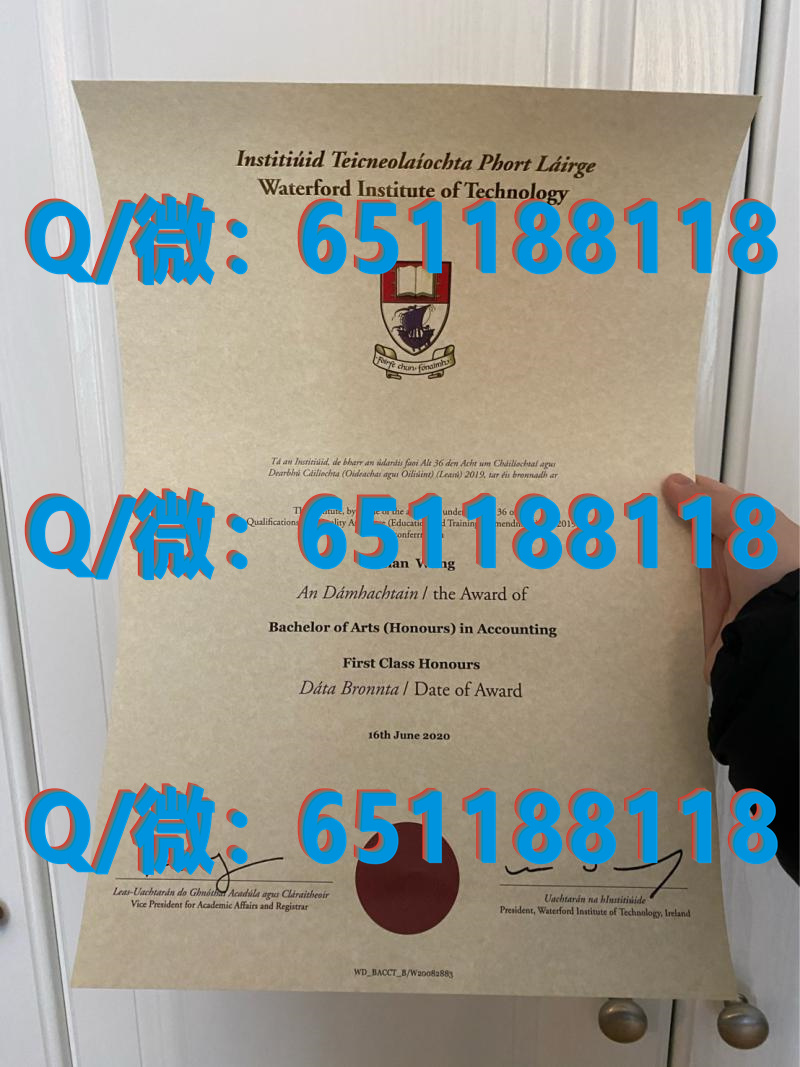 Institiúid Teicneolaíochta Phort Láirge
Waterford Institute of Technology
Q/微：651188118
Foirfe chun fónaimh
Tá an Institiúid, de bharr an údaráis faoi Alt 36 den Acht um Cháilíochtaí agus
Dearbhú Cáilíochta (Oideachas agus Oiliúint) (Leasú) 2019, tar éis bronnadh ar
Q/微：651188118
An Dámhachtain / the Award of
Bachelor of Arts (Honours) in Accounting
First Class Honours
Dáta Bronnta / Date of Award
16th June 2020
Q/微：651188118
Leas-Uachtarán do Ghnóthaí Acadúla agus Cláraitheoir
Vice President for Academic Affairs and Registrar
Uachtarán na hInstitiúide
President, Waterford Institute of Technology, Ireland
WD_BACCT_B/W20082883